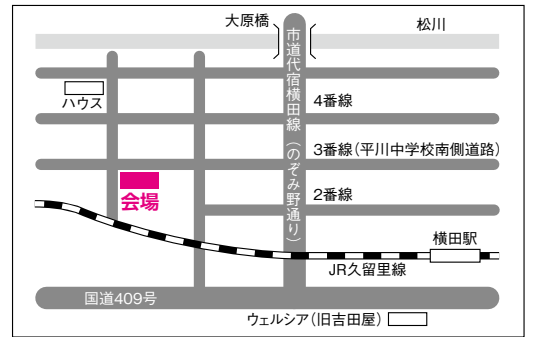 大原橋
松川
市道代宿横田線(のぞみ野通り)
ハウス
4番線
3番線(平川中学校南側道路)
会場
2番線
横田駅
JR久留里線
国道409号
ウェルシア(旧吉田屋)